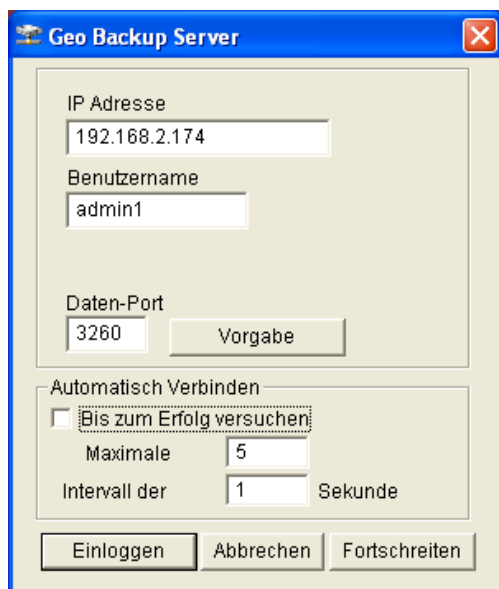 Geo Backup Server
IP Adresse
192.168.2.174
Benutzername
admin1
Daten-Port
3260 Vorgabe
Automatisch Verbinden
Bis zum Erfolg versuchen
Maximale 5
Intervall der 1 Sekunde
Einloggen Abbrechen Fortschreiten